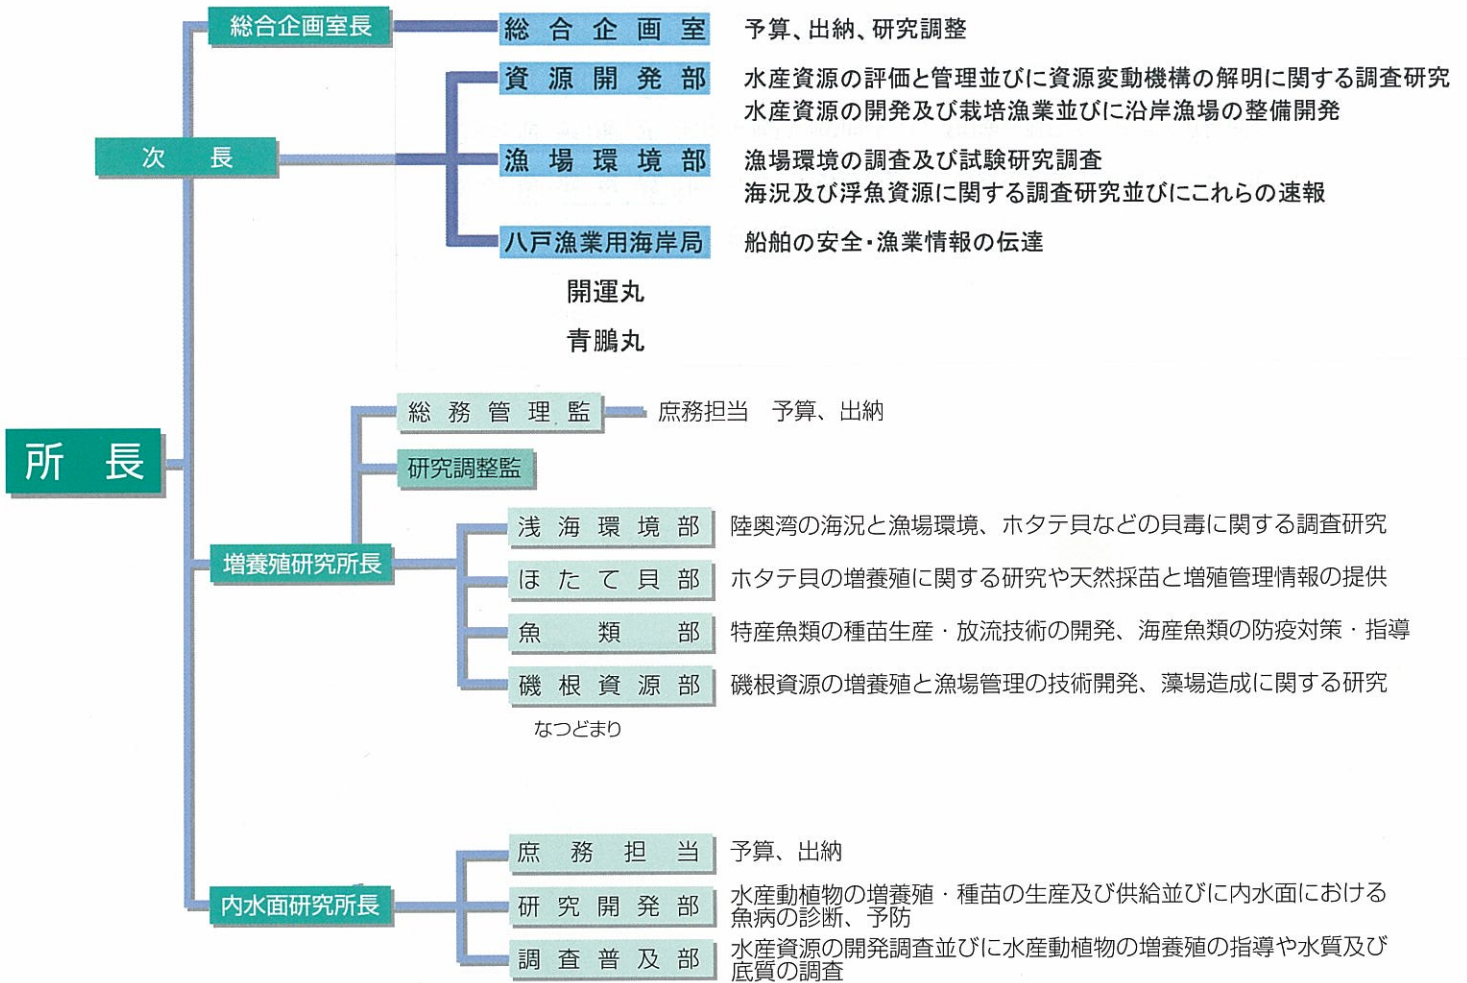 総合企画室長
総合企画室
予算、出納、研究調整
資源開発部
水産資源の評価と管理並びに資源変動機構の解明に関する調査研究
水産資源の開発及び栽培漁業並びに沿岸漁場の整備開発
次長
漁場環境部
漁場環境の調査及び試験研究調査
海況及び浮魚資源に関する調査研究並びにこれらの速報
八戸漁業用海岸局
船舶の安全・漁業情報の伝達
開運丸
青鵬丸
所長
総務管理監
庶務担当　予算、出納
研究調整監
増養殖研究所長
浅海環境部
陸奥湾の海況と漁場環境、ホタテ貝などの貝毒に関する調査研究
ほたて貝部
ホタテ貝の増養殖に関する研究や天然採苗と増殖管理情報の提供
魚類部
特産魚類の種苗生産・放流技術の開発、海産魚類の防疫対策・指導
磯根資源部
磯根資源の増養殖と漁場管理の技術開発、藻場造成に関する研究
なつどまり
内水面研究所長
庶務担当
予算、出納
研究開発部
水産動植物の増養殖・種苗の生産及び供給並びに内水面における
魚病の診断、予防
調査普及部
水産資源の開発調査並びに水産動植物の増養殖の指導や水質及び
底質の調査